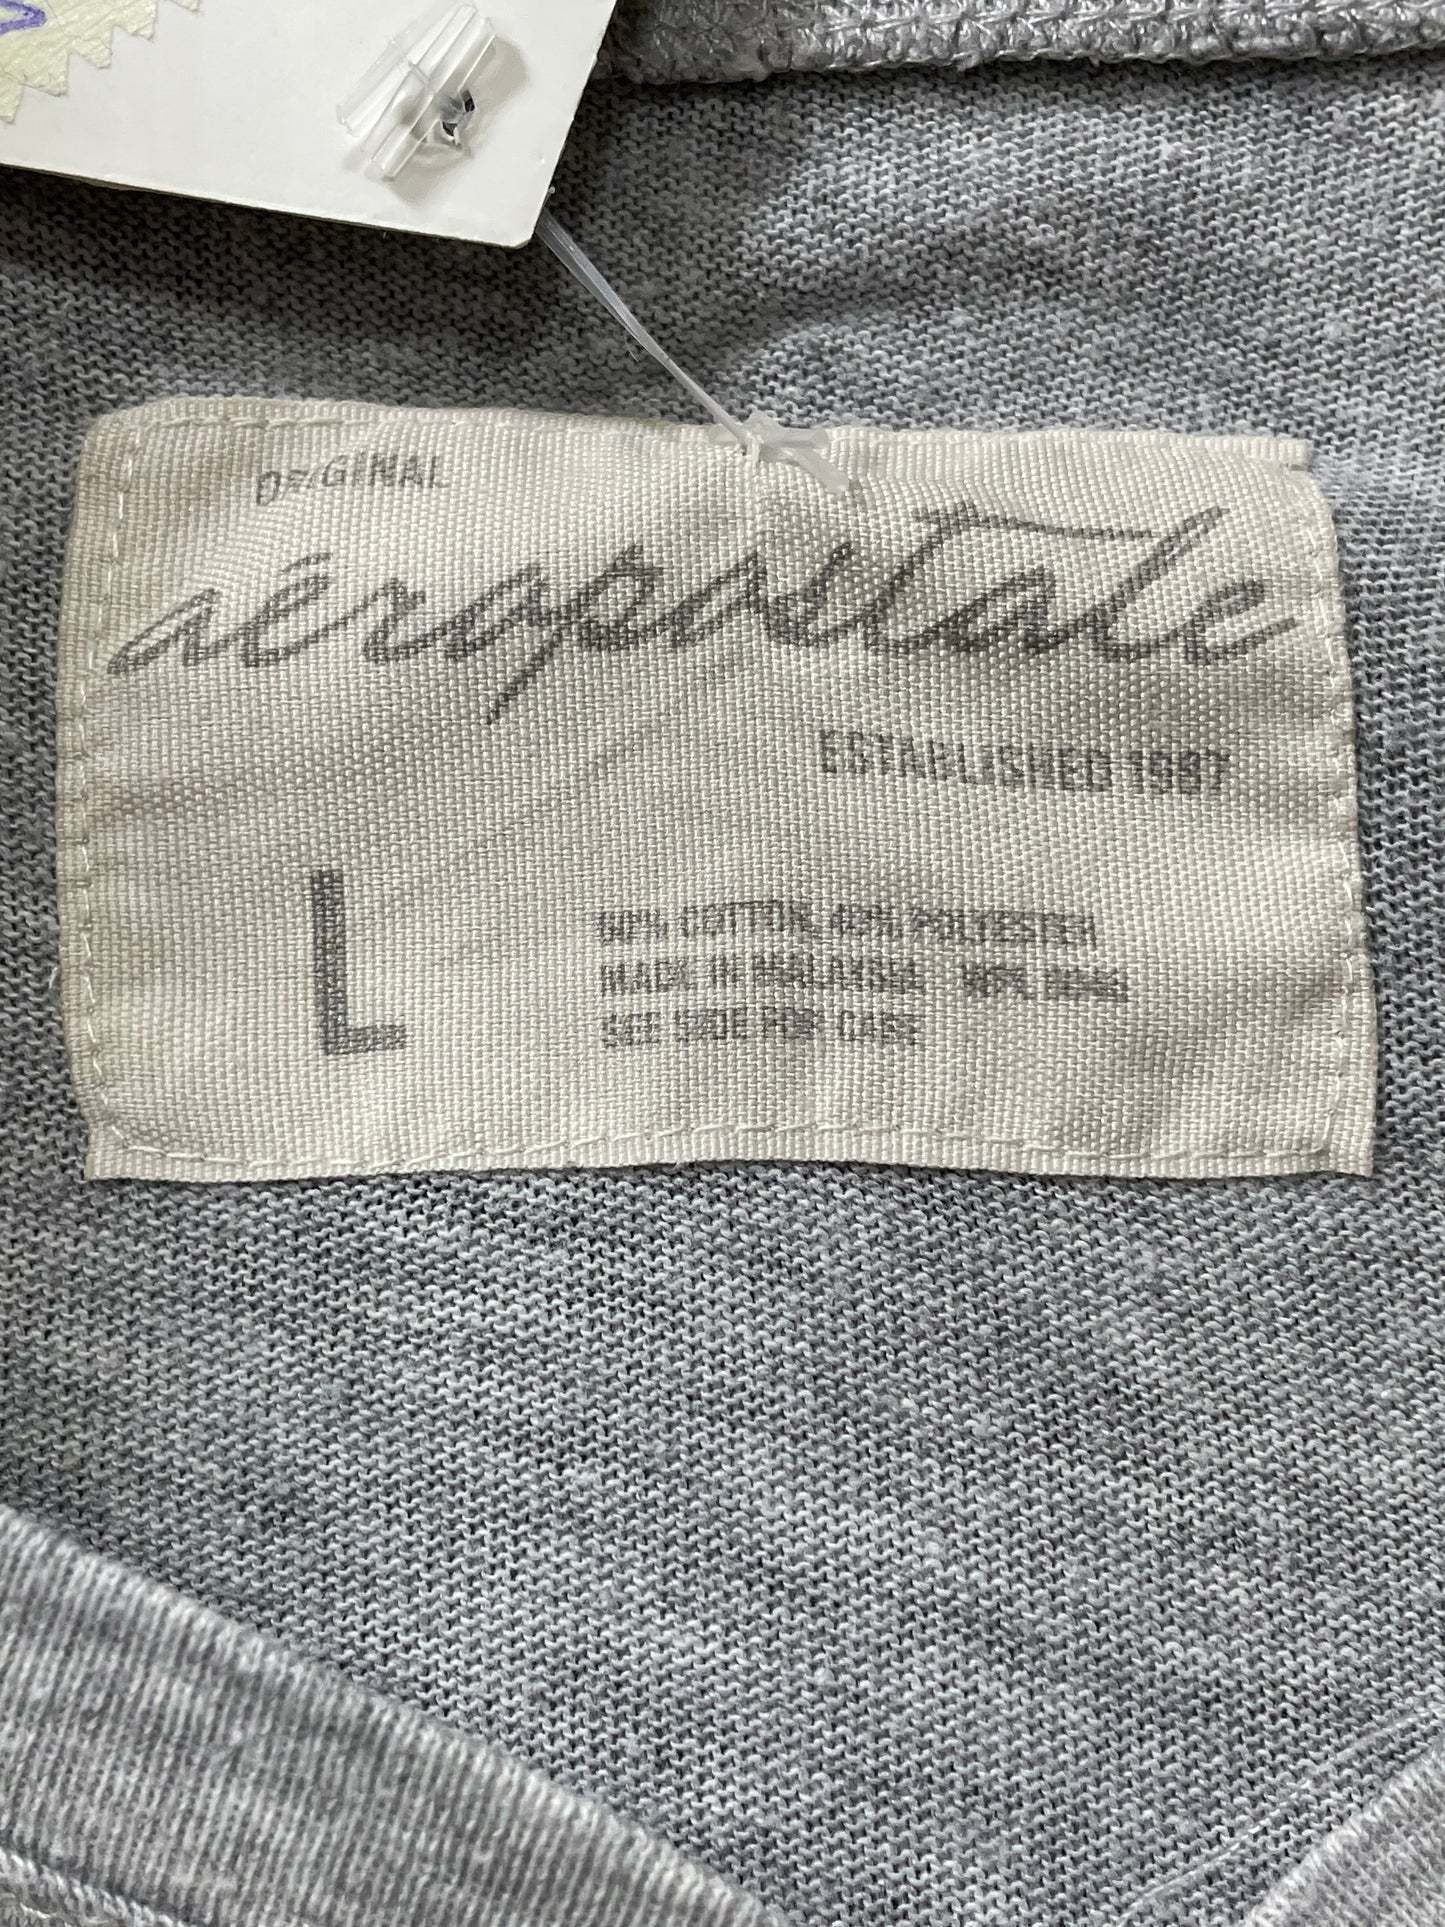 ORIGINAL
aéropostale
ESTABLISHED 1987
L
60% COTTON, 40% POLYESTER
MADE IN MALAYSIA
SEE SIDE FOR CARE